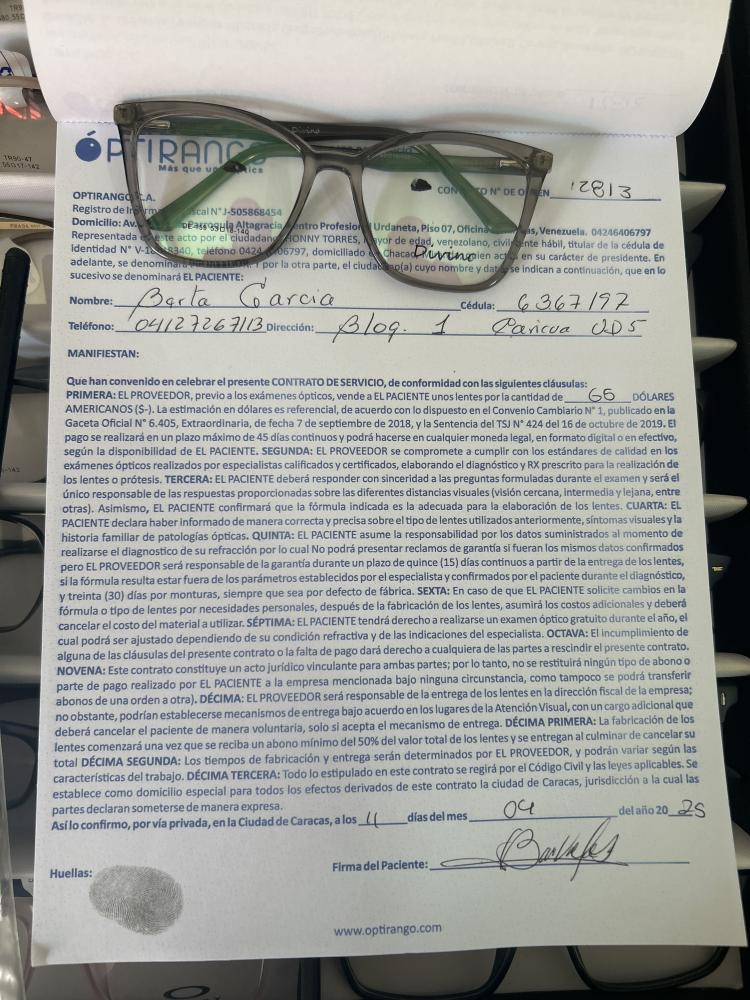 ÓPTIRANGO
Más que un ópticos
CON TO N° DE O EN 12813
OPTIRANGO C.A.
Registro de Inform iscal N°J-505868454
Domicilio: Av. Altagracia entro Profesion Urdaneta, Piso 07, Oficina as, Venezuela. 04246406797
Representada este acto por el ciudadan HONNY TORRES, ayor de edad, venezolano, civil nte hábil, titular de la cédula de
Identidad N° V-1 8340, teléfono 0424 06797, domiciliado Chacao en su carácter de presidente. En
adelante, se denominará por la otra parte, el ciuda o(a) cuyo nombre y dat se indican a continuación, que en lo
sucesivo se denominará EL PACIENTE:
Divino
Divino
Nombre: Berta Garcia Cédula: 6367197
Teléfono: 04127267113 Dirección: Bloq. 1 Caricua UD5
MANIFIESTAN:
Que han convenido en celebrar el presente CONTRATO DE SERVICIO, de conformidad con las siguientes cláusulas:
PRIMERA: EL PROVEEDOR, previo a los exámenes ópticos, vende a EL PACIENTE unos lentes por la cantidad de 65 DÓLARES
AMERICANOS ($-). La estimación en dólares es referencial, de acuerdo con lo dispuesto en el Convenio Cambiario N° 1, publicado en la
Gaceta Oficial N° 6.405, Extraordinaria, de fecha 7 de septiembre de 2018, y la Sentencia del TSJ N° 424 del 16 de octubre de 2019. El
pago se realizará en un plazo máximo de 45 días continuos y podrá hacerse en cualquier moneda legal, en formato digital o en efectivo,
según la disponibilidad de EL PACIENTE. SEGUNDA: EL PROVEEDOR se compromete a cumplir con los estándares de calidad en los
exámenes ópticos realizados por especialistas calificados y certificados, elaborando el diagnóstico y RX prescrito para la realización de
los lentes o prótesis. TERCERA: EL PACIENTE deberá responder con sinceridad a las preguntas formuladas durante el examen y será el
único responsable de las respuestas proporcionadas sobre las diferentes distancias visuales (visión cercana, intermedia y lejana, entre
otras). Asimismo, EL PACIENTE confirmará que la fórmula indicada es la adecuada para la elaboración de los lentes. CUARTA: EL
PACIENTE declara haber informado de manera correcta y precisa sobre el tipo de lentes utilizados anteriormente, síntomas visuales y la
historia familiar de patologías ópticas. QUINTA: EL PACIENTE asume la responsabilidad por los datos suministrados al momento de
realizarse el diagnostico de su refracción por lo cual No podrá presentar reclamos de garantía si fueran los mismos datos confirmados
pero EL PROVEEDOR será responsable de la garantía durante un plazo de quince (15) días continuos a partir de la entrega de los lentes,
si la fórmula resulta estar fuera de los parámetros establecidos por el especialista y confirmados por el paciente durante el diagnóstico,
y treinta (30) días por monturas, siempre que sea por defecto de fábrica. SEXTA: En caso de que EL PACIENTE solicite cambios en la
fórmula o tipo de lentes por necesidades personales, después de la fabricación de los lentes, asumirá los costos adicionales y deberá
cancelar el costo del material a utilizar. SÉPTIMA: EL PACIENTE tendrá derecho a realizarse un examen óptico gratuito durante el año, el
cual podrá ser ajustado dependiendo de su condición refractiva y de las indicaciones del especialista. OCTAVA: El incumplimiento de
alguna de las cláusulas del presente contrato o la falta de pago dará derecho a cualquiera de las partes a rescindir el presente contrato.
NOVENA: Este contrato constituye un acto jurídico vinculante para ambas partes; por lo tanto, no se restituirá ningún tipo de abono o
parte de pago realizado por EL PACIENTE a la empresa mencionada bajo ninguna circunstancia, como tampoco se podrá transferir
abonos de una orden a otra). DÉCIMA: EL PROVEEDOR será responsable de la entrega de los lentes en la dirección fiscal de la empresa;
no obstante, podrían establecerse mecanismos de entrega bajo acuerdo en los lugares de la Atención Visual, con un cargo adicional que
deberá cancelar el paciente de manera voluntaria, solo si acepta el mecanismo de entrega. DÉCIMA PRIMERA: La fabricación de los
lentes comenzará una vez que se reciba un abono mínimo del 50% del valor total de los lentes y se entregan al culminar de cancelar su
total DÉCIMA SEGUNDA: Los tiempos de fabricación y entrega serán determinados por EL PROVEEDOR, y podrán variar según las
características del trabajo. DÉCIMA TERCERA: Todo lo estipulado en este contrato se regirá por el Código Civil y las leyes aplicables. Se
establece como domicilio especial para todos los efectos derivados de este contrato la ciudad de Caracas, jurisdicción a la cual las
partes declaran someterse de manera expresa.
Así lo confirmo, por vía privada, en la Ciudad de Caracas, a los 11 días del mes 04 del año 20 25
Huellas:
Firma del Paciente:
www.optirango.com